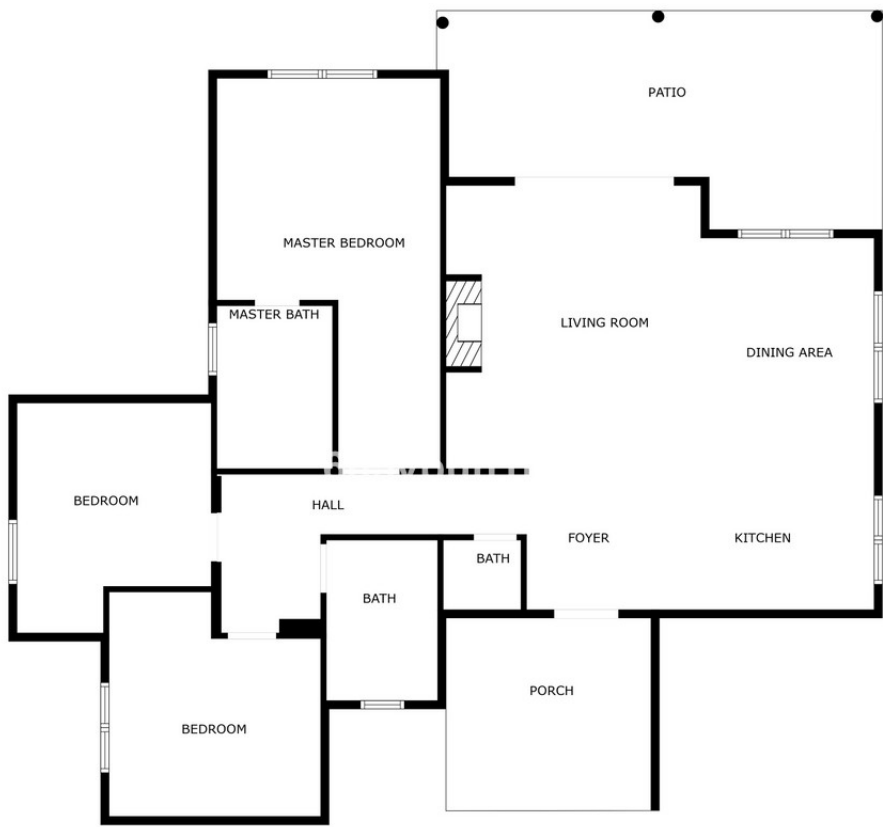 PATIO
MASTER BEDROOM
MASTER BATH
LIVING ROOM
DINING AREA
BEDROOM
HALL
FOYER
KITCHEN
BATH
BATH
PORCH
BEDROOM